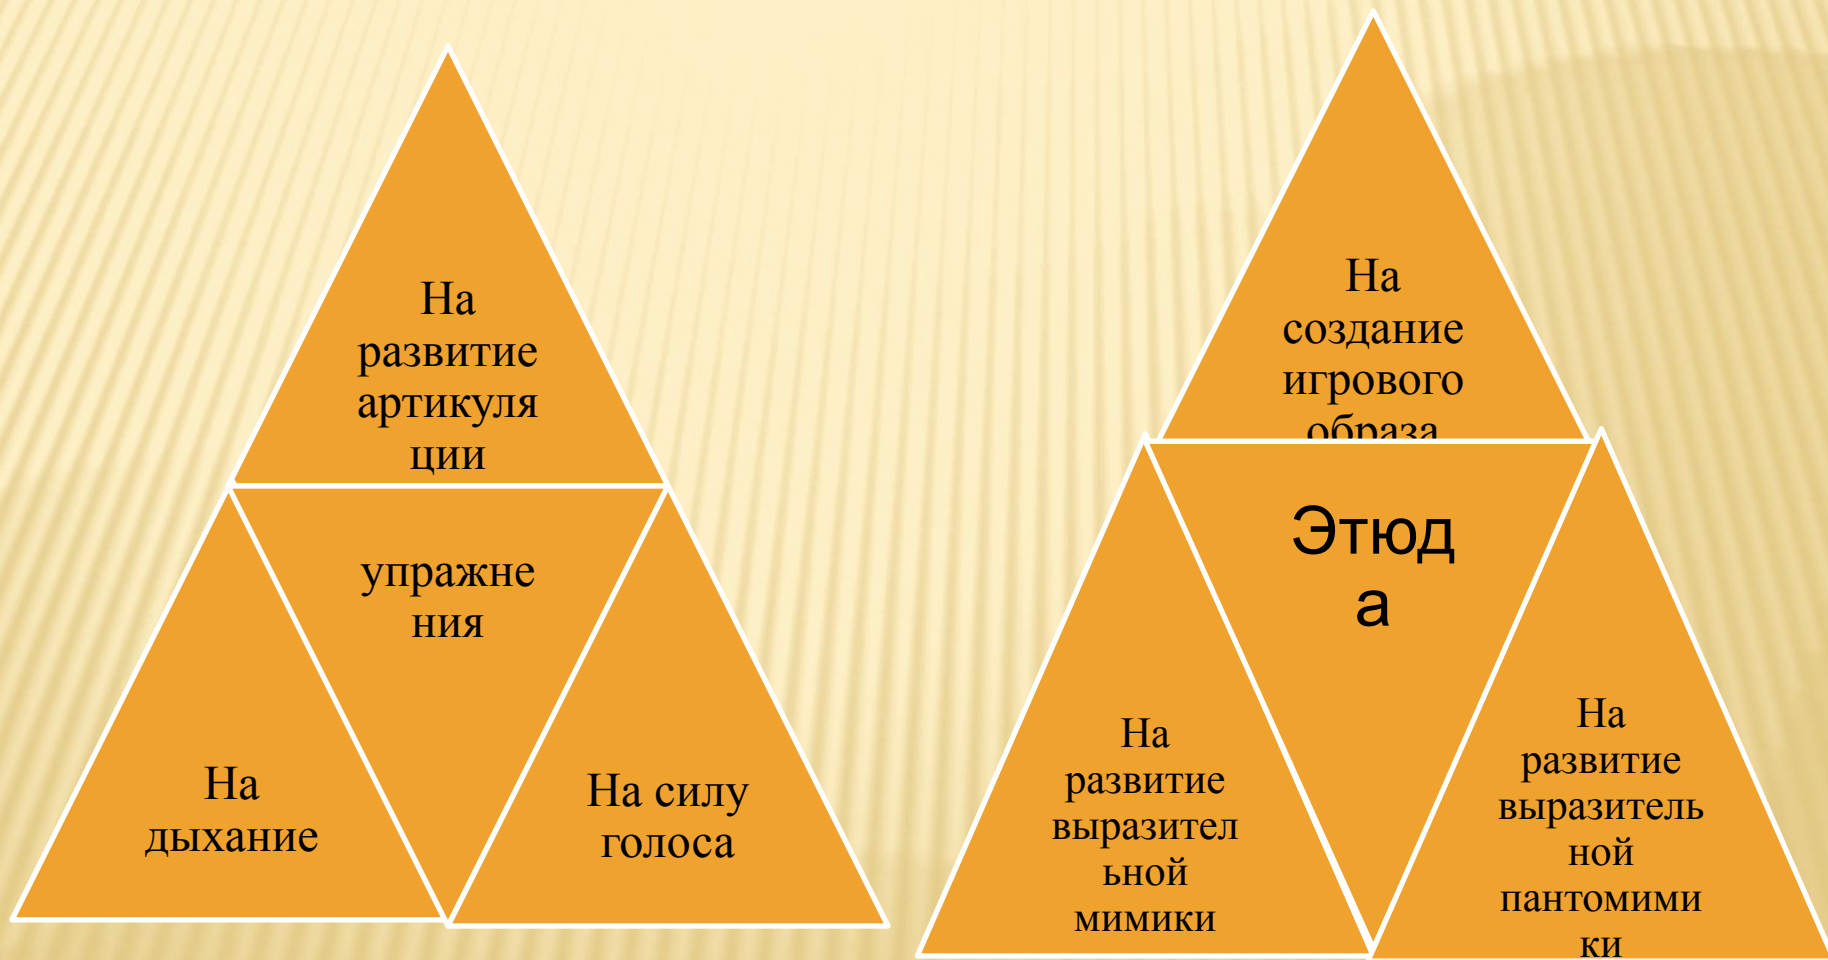 На
развитие
артикуля
ции
упражне
ния
На
дыхание
На силу
голоса
На
создание
игрового
образа
Этюд
а
На
развитие
выразител
ьной
мимики
На
развитие
выразитель
ной
пантомими
ки